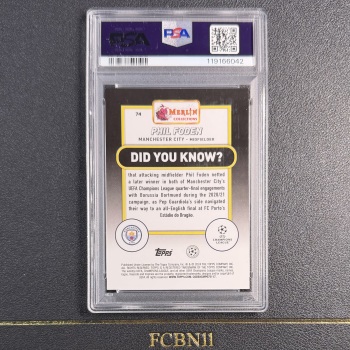 PSA
PSA
119166042
74
MERLIN
COLLECTIONS
PHIL FODEN
MANCHESTER CITY - MIDFIELDER
DID YOU KNOW?
that attacking midfielder Phil Foden netted
a later winner in both of Manchester City's
UEFA Champions League quarter-final engagements
with Borussia Dortmund during the 2020/21
campaign, as Pep Guardiola's side navigated
their way to an all-English final at FC Porto's
Estádio do Dragão.
TOPPS
CHAMPIONS
LEAGUE
FCBN11